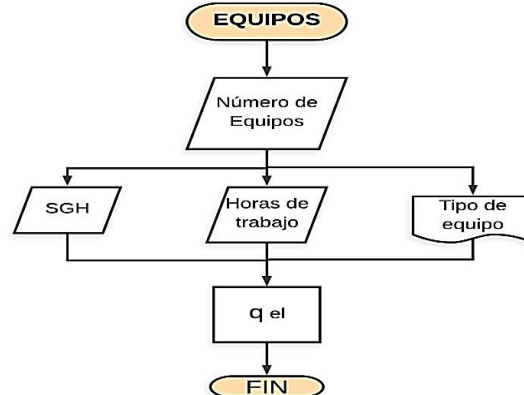 EQUIPOS
Número de
Equipos
SGH
Horas de
trabajo
Tipo de
equipo
q el
FIN